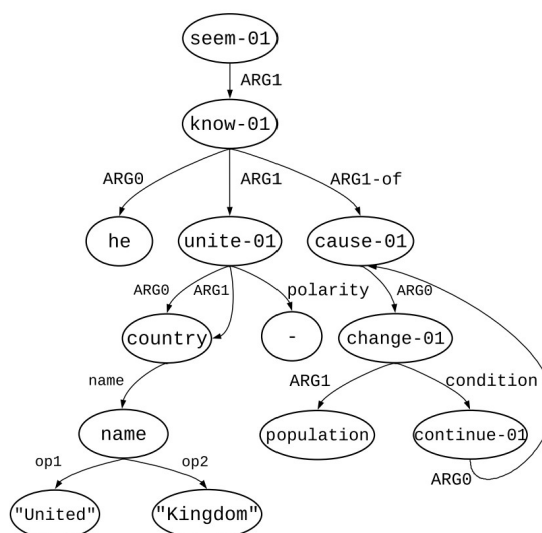 seem-01
ARG1
know-01
ARG0 ARG1 ARG1-of
he unite-01 cause-01
ARG0 ARG1 polarity ARG0
country - change-01
name ARG1 condition
name population continue-01
op1 op2 ARG0
"United" "Kingdom"